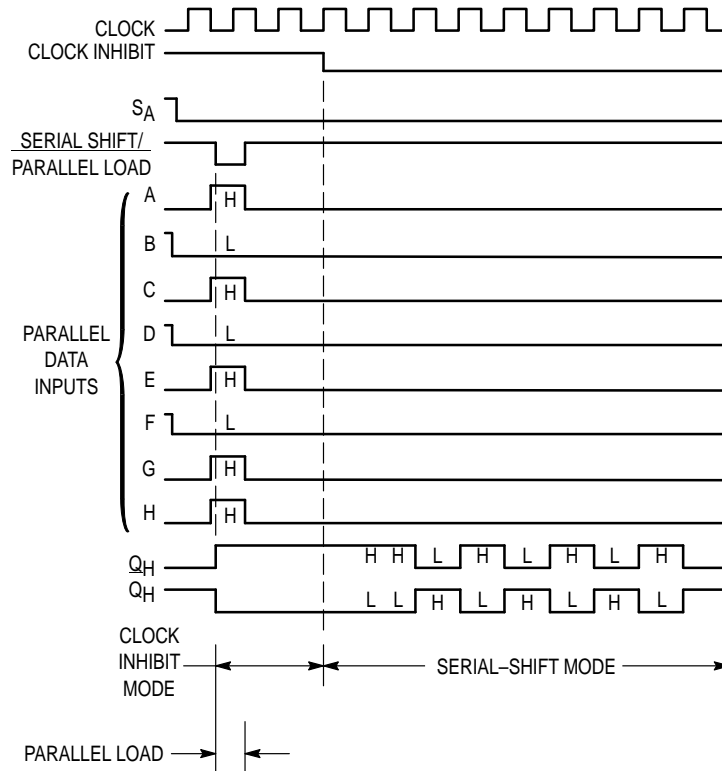 CLOCK
CLOCK INHIBIT
SA
SERIAL SHIFT/
PARALLEL LOAD
A H
B L
C H
D L
PARALLEL
DATA
INPUTS
E H
F L
G H
H H
QH H H L H L H L H
QH L L H L H L H L
CLOCK
INHIBIT
MODE
SERIAL–SHIFT MODE
PARALLEL LOAD